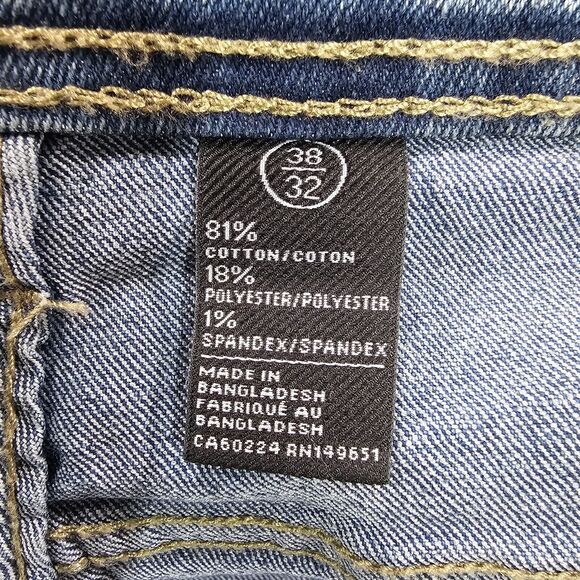 38
32
81%
COTTON/COTON
18%
POLYESTER/POLYESTER
1%
SPANDEX/SPANDEX
MADE IN
BANGLADESH
FABRIQUÉ AU
BANGLADESH
CA60224 RN149651